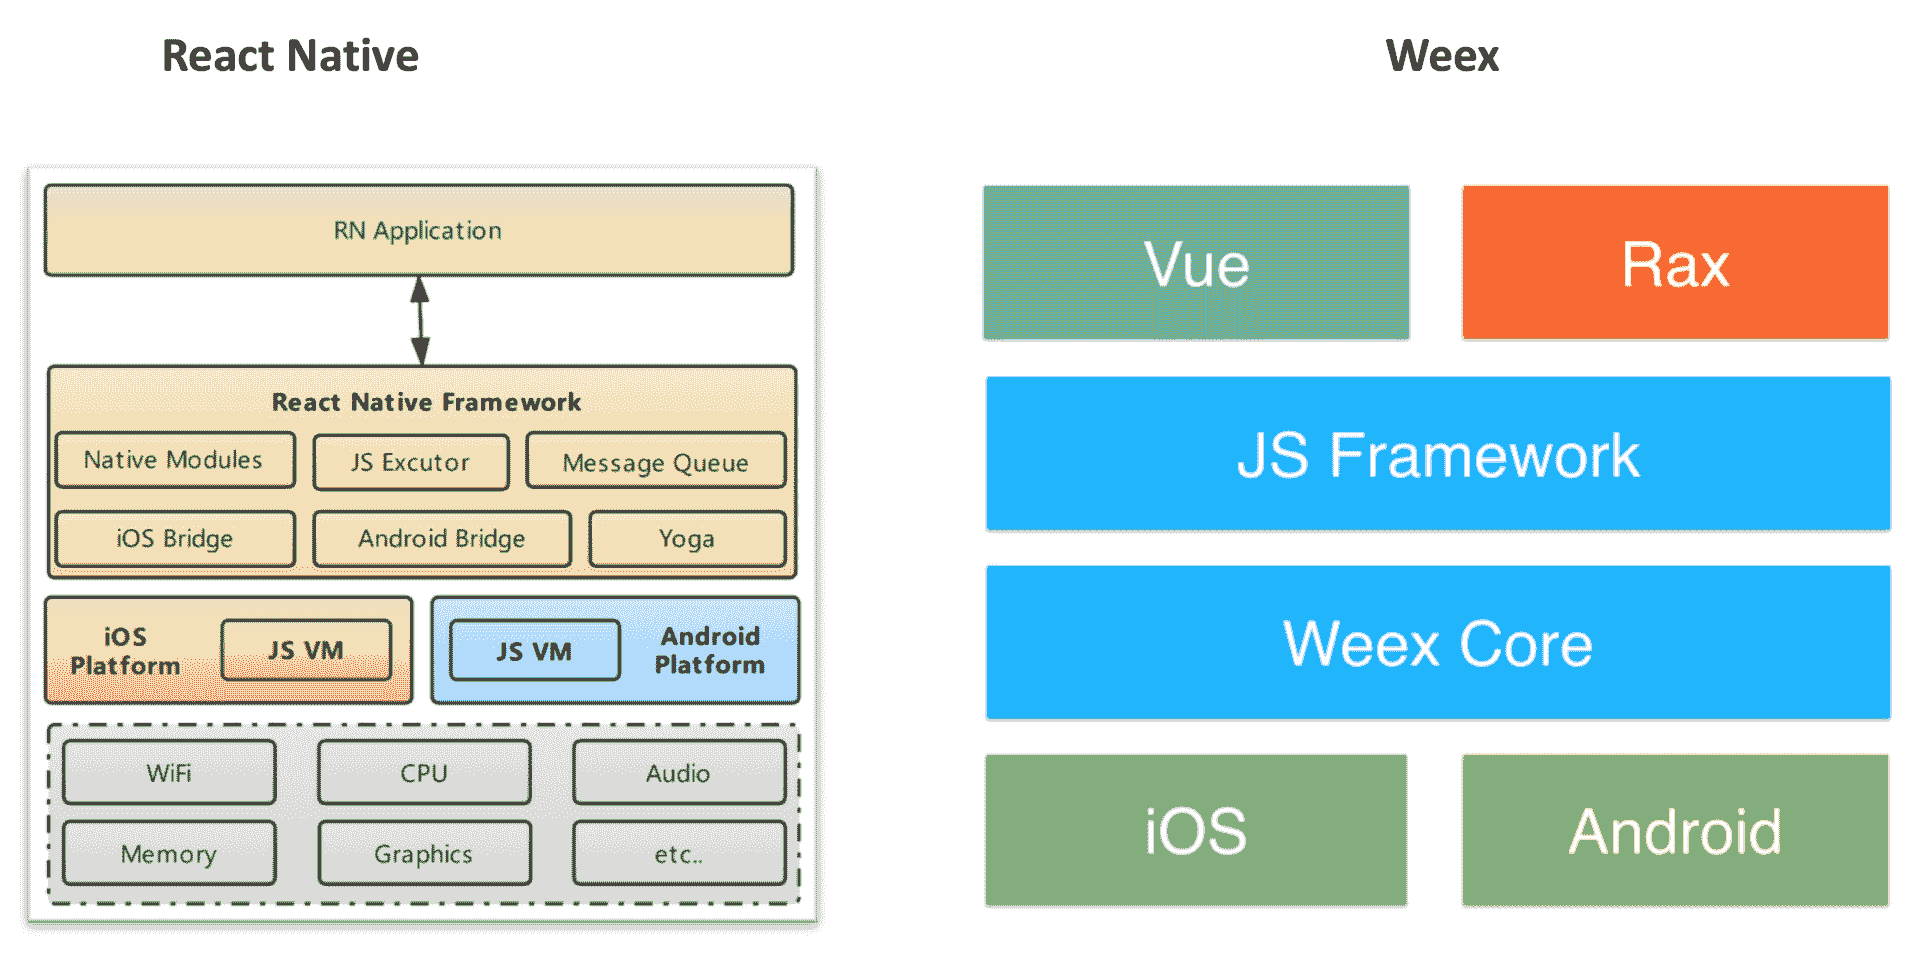 React Native
RN Application
React Native Framework
Native Modules
JS Excutor
Message Queue
iOS Bridge
Android Bridge
Yoga
iOS
Platform
JS VM
JS VM
Android
Platform
WiFi
CPU
Audio
Memory
Graphics
etc..
Weex
Vue
Rax
JS Framework
Weex Core
iOS
Android